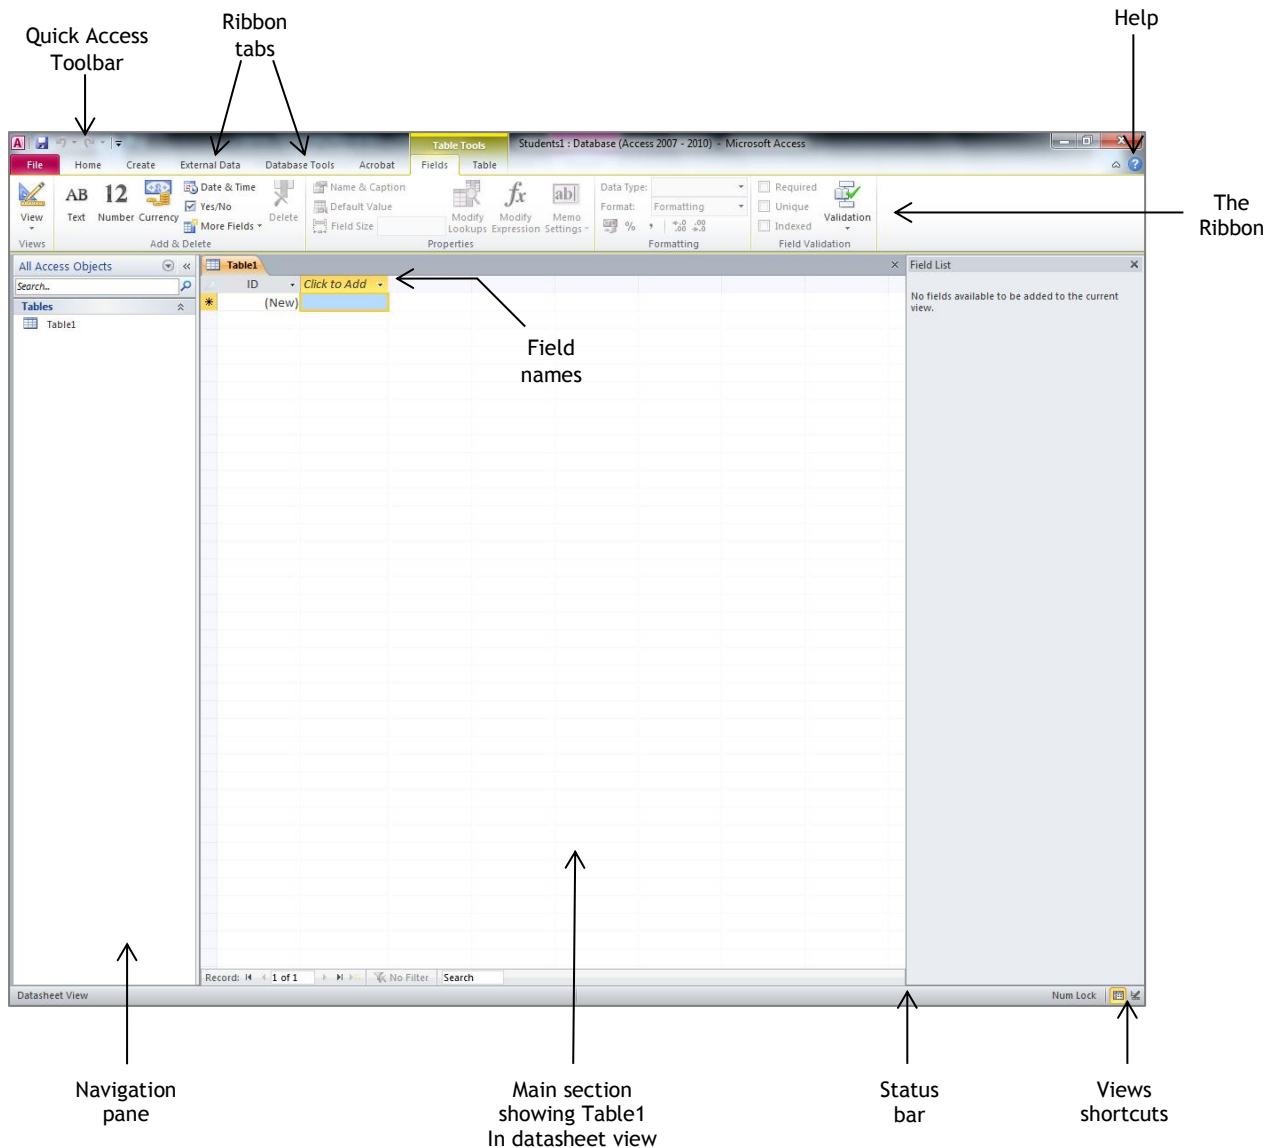 Quick Access
Toolbar
Ribbon
tabs
Help
A
Table Tools
Students1 : Database (Access 2007 - 2010) - Microsoft Access
File Home Create External Data Database Tools Acrobat Fields Table
View
Views
AB
Text
12
Number
Currency
Date & Time
Yes/No
More Fields
Delete
Add & Delete
Name & Caption
Default Value
Field Size
Modify
Lookups
fx
Modify
Expression
ab|
Memo
Settings
Properties
Data Type:
Format: Formatting
% , .0 .00 .00 .0
Formatting
Required
Unique
Indexed
Validation
Field Validation
The
Ribbon
All Access Objects «
Search...
Tables
Table1
Table1
ID Click to Add
* (New)
Field
names
Field List
No fields available to be added to the current
view.
Record: 1 of 1 No Filter Search
Datasheet View Num Lock
Navigation
pane
Main section
showing Table1
In datasheet view
Status
bar
Views
shortcuts